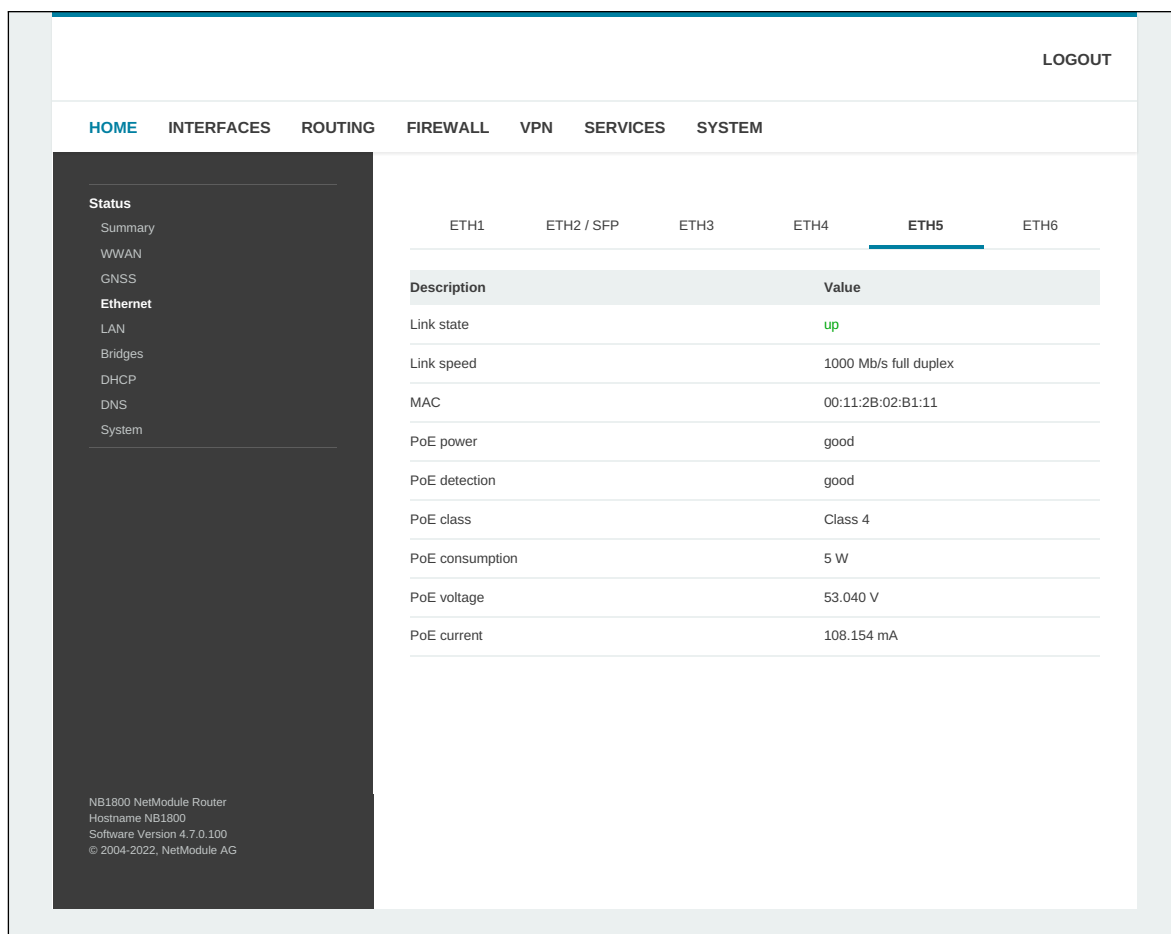 LOGOUT
HOME INTERFACES ROUTING FIREWALL VPN SERVICES SYSTEM
Status
Summary
WWAN
GNSS
Ethernet
LAN
Bridges
DHCP
DNS
System
ETH1 ETH2 / SFP ETH3 ETH4 ETH5 ETH6
Description Value
Link state up
Link speed 1000 Mb/s full duplex
MAC 00:11:2B:02:B1:11
PoE power good
PoE detection good
PoE class Class 4
PoE consumption 5 W
PoE voltage 53.040 V
PoE current 108.154 mA
NB1800 NetModule Router
Hostname NB1800
Software Version 4.7.0.100
© 2004-2022, NetModule AG